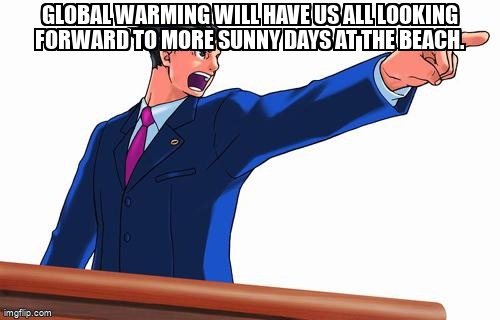 GLOBAL WARMING WILL HAVE US ALL LOOKING
FORWARD TO MORE SUNNY DAYS AT THE BEACH.
imgflip.com